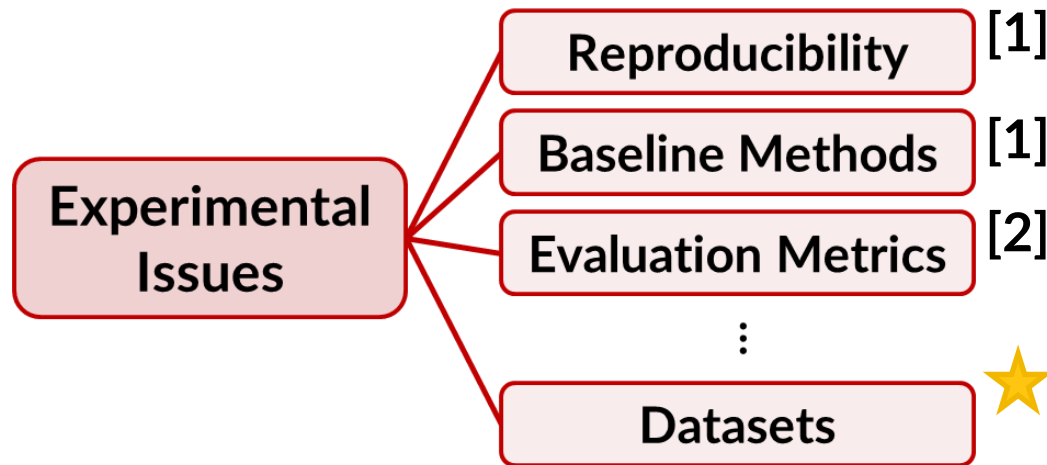 Reproducibility [1]
Baseline Methods [1]
Experimental
Issues
Evaluation Metrics [2]
⋮
Datasets